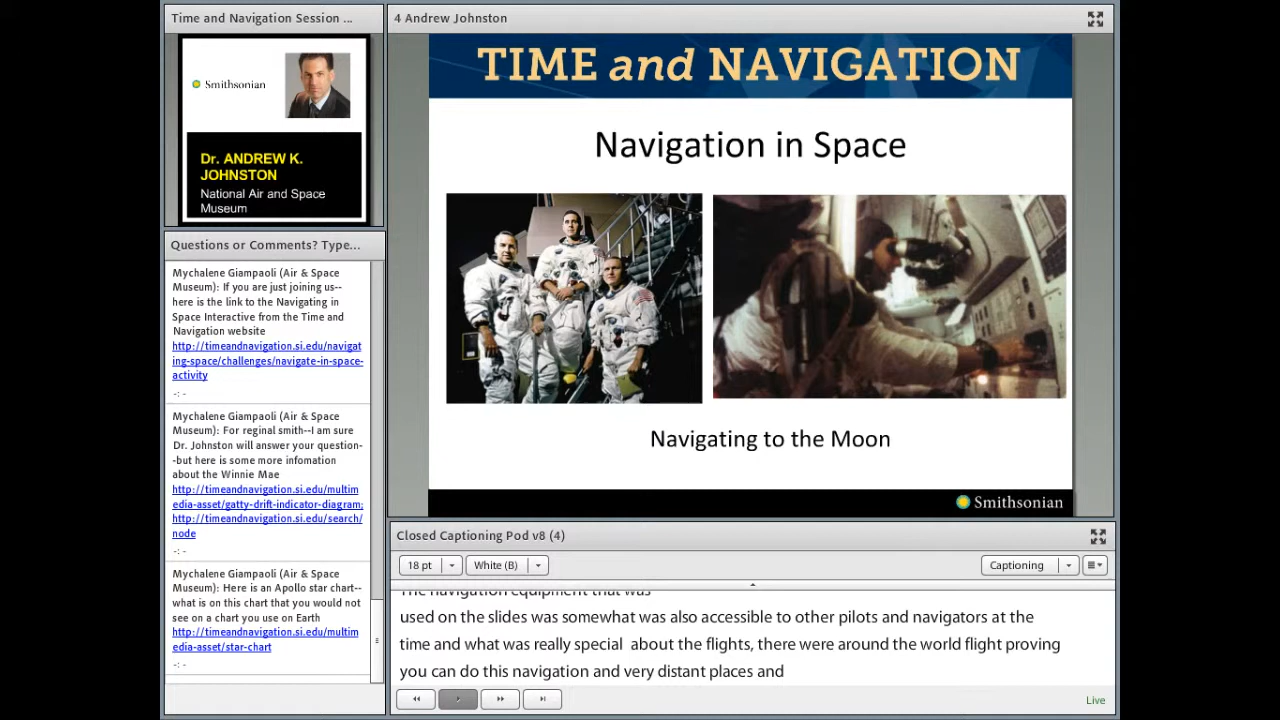 Time and Navigation Session ...
Smithsonian
Dr. ANDREW K.
JOHNSTON
National Air and Space
Museum
Questions or Comments? Type...
Mychalene Giampaoli (Air & Space
Museum): If you are just joining us--
here is the link to the Navigating in
Space Interactive from the Time and
Navigation website
http://timeandnavigation.si.edu/navigat
ing-space/challenges/navigate-in-space-
activity
-: -
Mychalene Giampaoli (Air & Space
Museum): For reginal smith--I am sure
Dr. Johnston will answer your question-
-but here is some more infomation
about the Winnie Mae
http://timeandnavigation.si.edu/multim
edia-asset/gatty-drift-indicator-diagram;
http://timeandnavigation.si.edu/search/
node
-: -
Mychalene Giampaoli (Air & Space
Museum): Here is an Apollo star chart--
what is on this chart that you would not
see on a chart you use on Earth
http://timeandnavigation.si.edu/multim
edia-asset/star-chart
-: -
4 Andrew Johnston
TIME and NAVIGATION
Navigation in Space
Navigating to the Moon
Smithsonian
Closed Captioning Pod v8 (4)
18 pt White (B) Captioning
The navigation equipment that was
used on the slides was somewhat was also accessible to other pilots and navigators at the
time and what was really special about the flights, there were around the world flight proving
you can do this navigation and very distant places and
Live